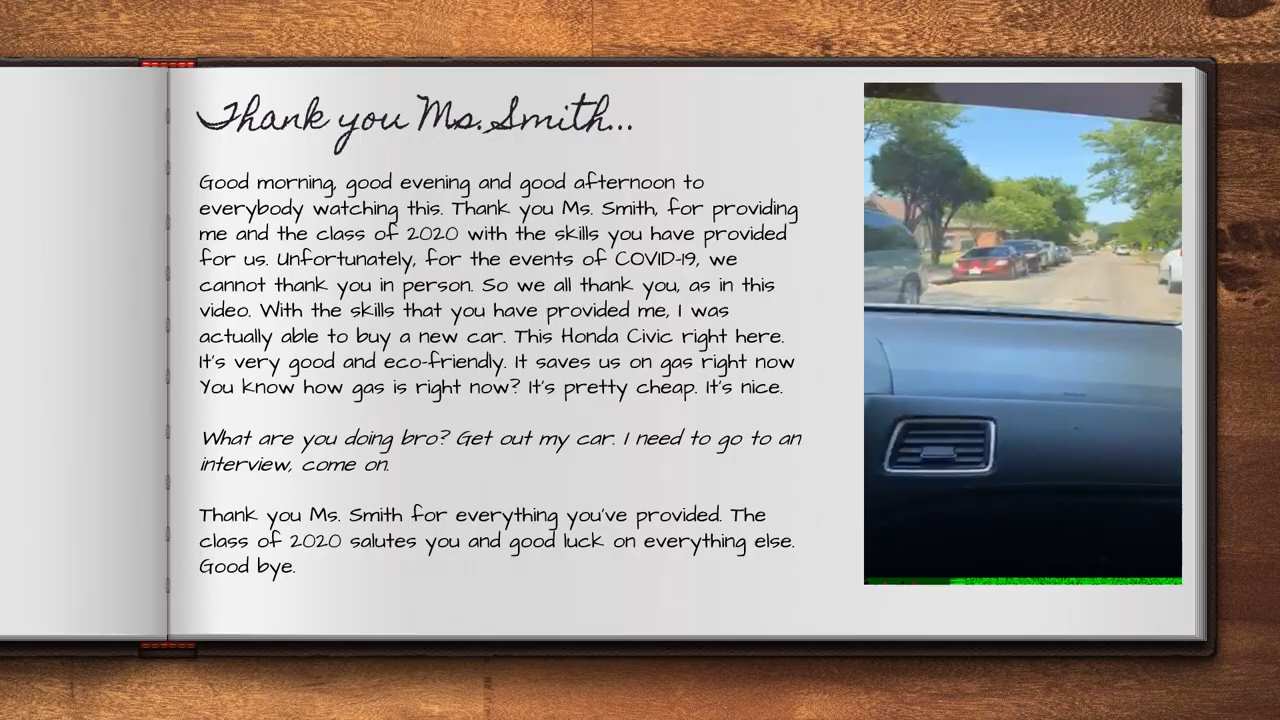 Thank you Ms. Smith...
Good morning, good evening and good afternoon to
everybody watching this. Thank you Ms. Smith, for providing
me and the class of 2020 with the skills you have provided
for us. Unfortunately, for the events of COVID-19, we
cannot thank you in person. So we all thank you, as in this
video. With the skills that you have provided me, I was
actually able to buy a new car. This Honda Civic right here.
It's very good and eco-friendly. It saves us on gas right now
You know how gas is right now? It's pretty cheap. It's nice.
What are you doing bro? Get out my car. I need to go to an
interview, come on.
Thank you Ms. Smith for everything you've provided. The
class of 2020 salutes you and good luck on everything else.
Good bye.